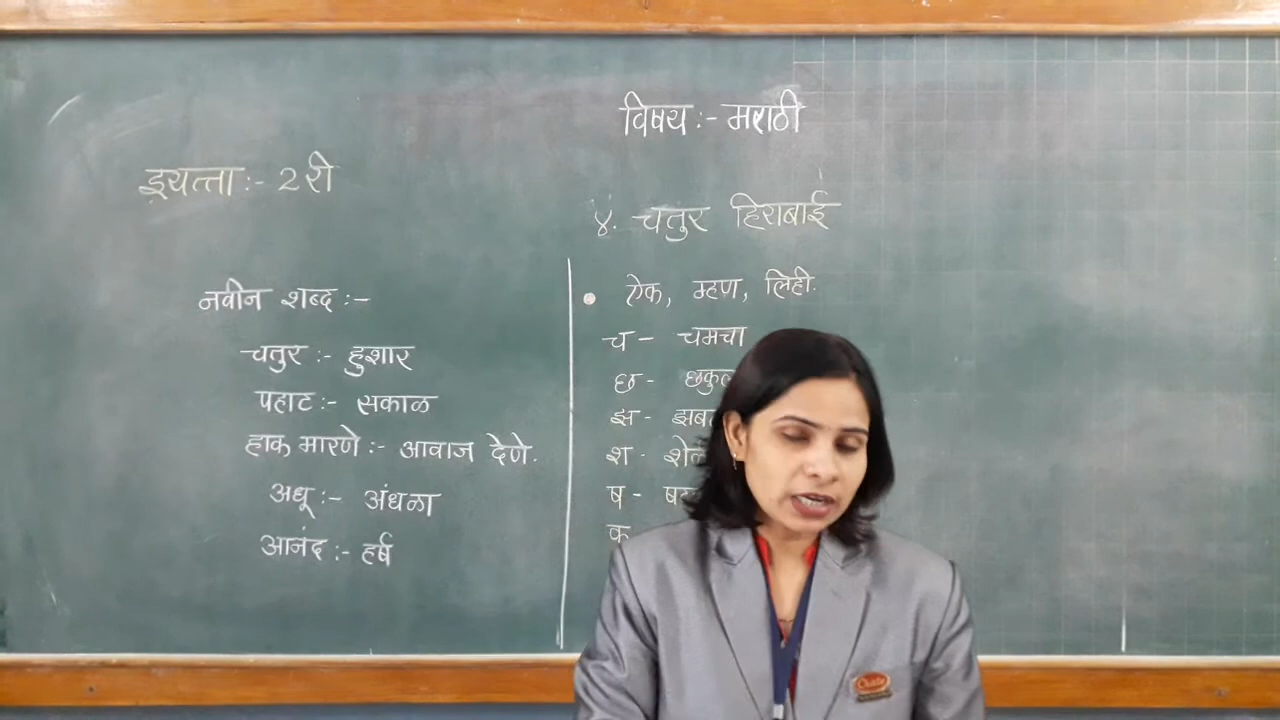 विषय :- मराठी
इयत्ता :- 2 री
४. चतुर हिराबाई
नवीन शब्द :-
चतुर :- हुशार
पहाट :- सकाळ
हाक मारणे :- आवाज देणे.
अधू :- अंधळा
आनंद :- हर्ष
• ऐक, म्हण, लिही.
च - चमचा
छ -
झ -
श -
ष -
क